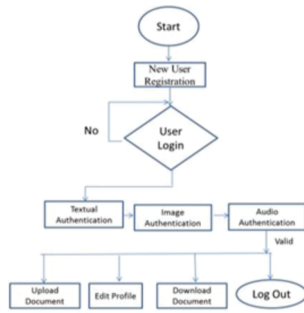 Start
New User
Registration
No
User
Login
Textual
Authentication
Image
Authentication
Audio
Authentication
Valid
Upload
Document
Edit Profile
Download
Document
Log Out